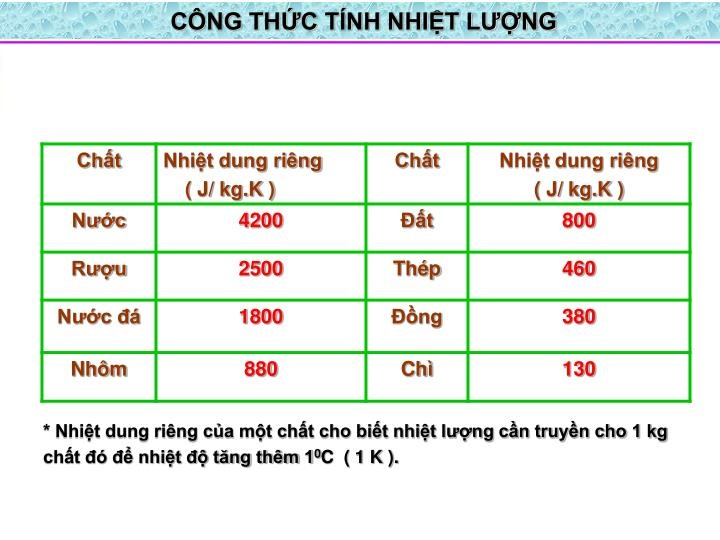 CÔNG THỨC TÍNH NHIỆT LƯỢNG
Chất Nhiệt dung riêng Chất Nhiệt dung riêng
( J/ kg.K ) ( J/ kg.K )
Nước 4200 Đất 800
Rượu 2500 Thép 460
Nước đá 1800 Đồng 380
Nhôm 880 Chì 130
* Nhiệt dung riêng của một chất cho biết nhiệt lượng cần truyền cho 1 kg
chất đó để nhiệt độ tăng thêm 1⁰C ( 1 K ).